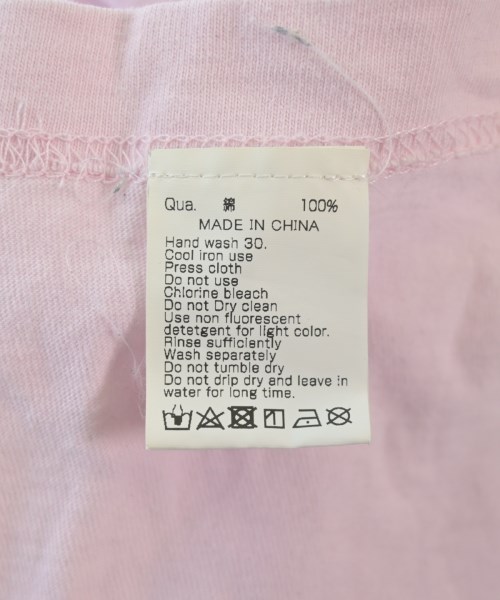 Qua. 綿 100%
MADE IN CHINA
Hand wash 30.
Cool iron use
Press cloth
Do not use
Chlorine bleach
Do not Dry clean
Use non fluorescent
detetgent for light color.
Rinse sufficiently
Wash separately
Do not tumble dry
Do not drip dry and leave in
water for long time.